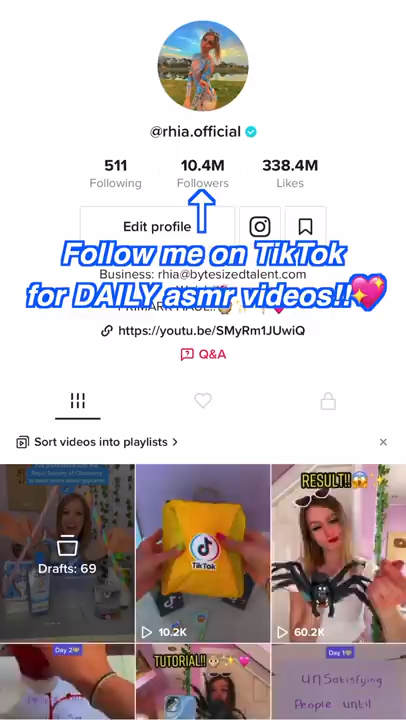 @rhia.official
511 10.4M 338.4M
Following Followers Likes
Edit profile
Follow me on TikTok
Business: rhia@bytesizedtalent.com
for DAILY asmr videos!!💖
PRIMARK HAUL!!
https://youtu.be/SMyRm1JUwiQ
Q&A
Sort videos into playlists
Drafts: 69
TikTok
10.2K
RESULT!!😱✨
60.2K
Day 2
TUTORIAL!!
Day 1
unSatisfying
People until